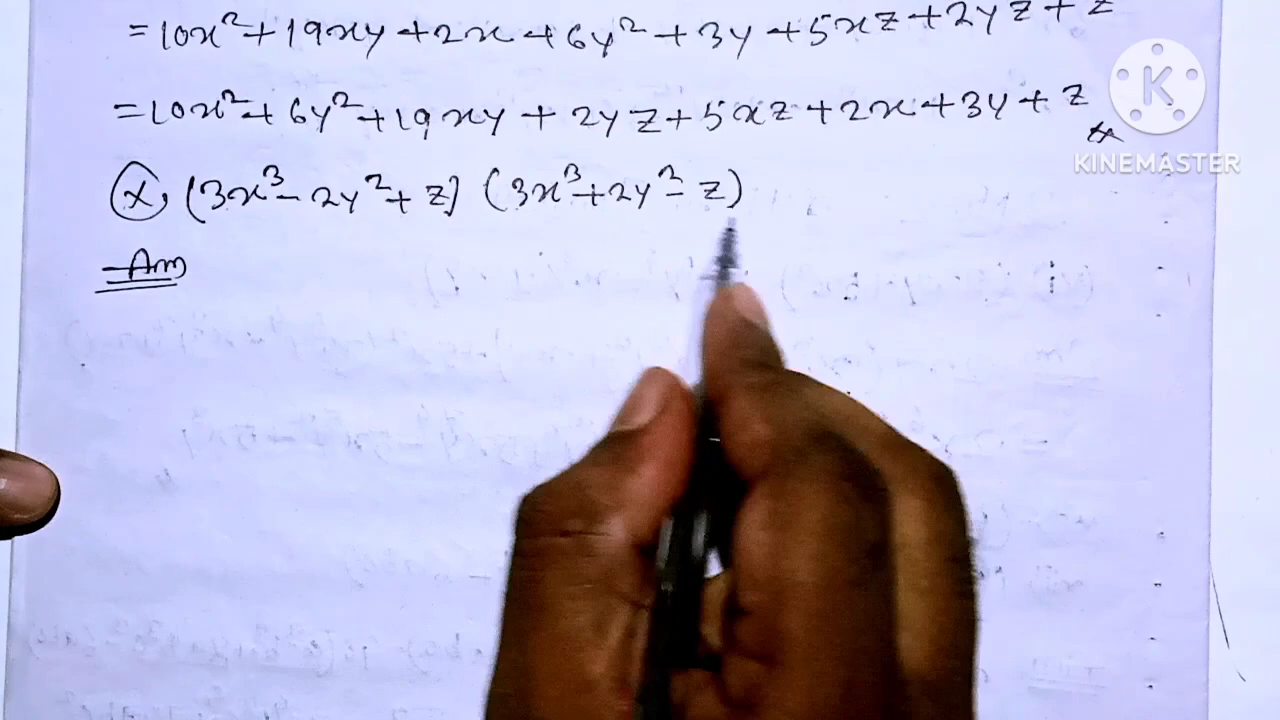 = 10x² + 19xy + 2x + 6y² + 3y + 5xz + 2yz + z
= 10x² + 6y² + 19xy + 2yz + 5xz + 2x + 3y + z
(x), (3x³ - 2y² + z) (3x³ + 2y² - z)
Ans
K
KINEMASTER